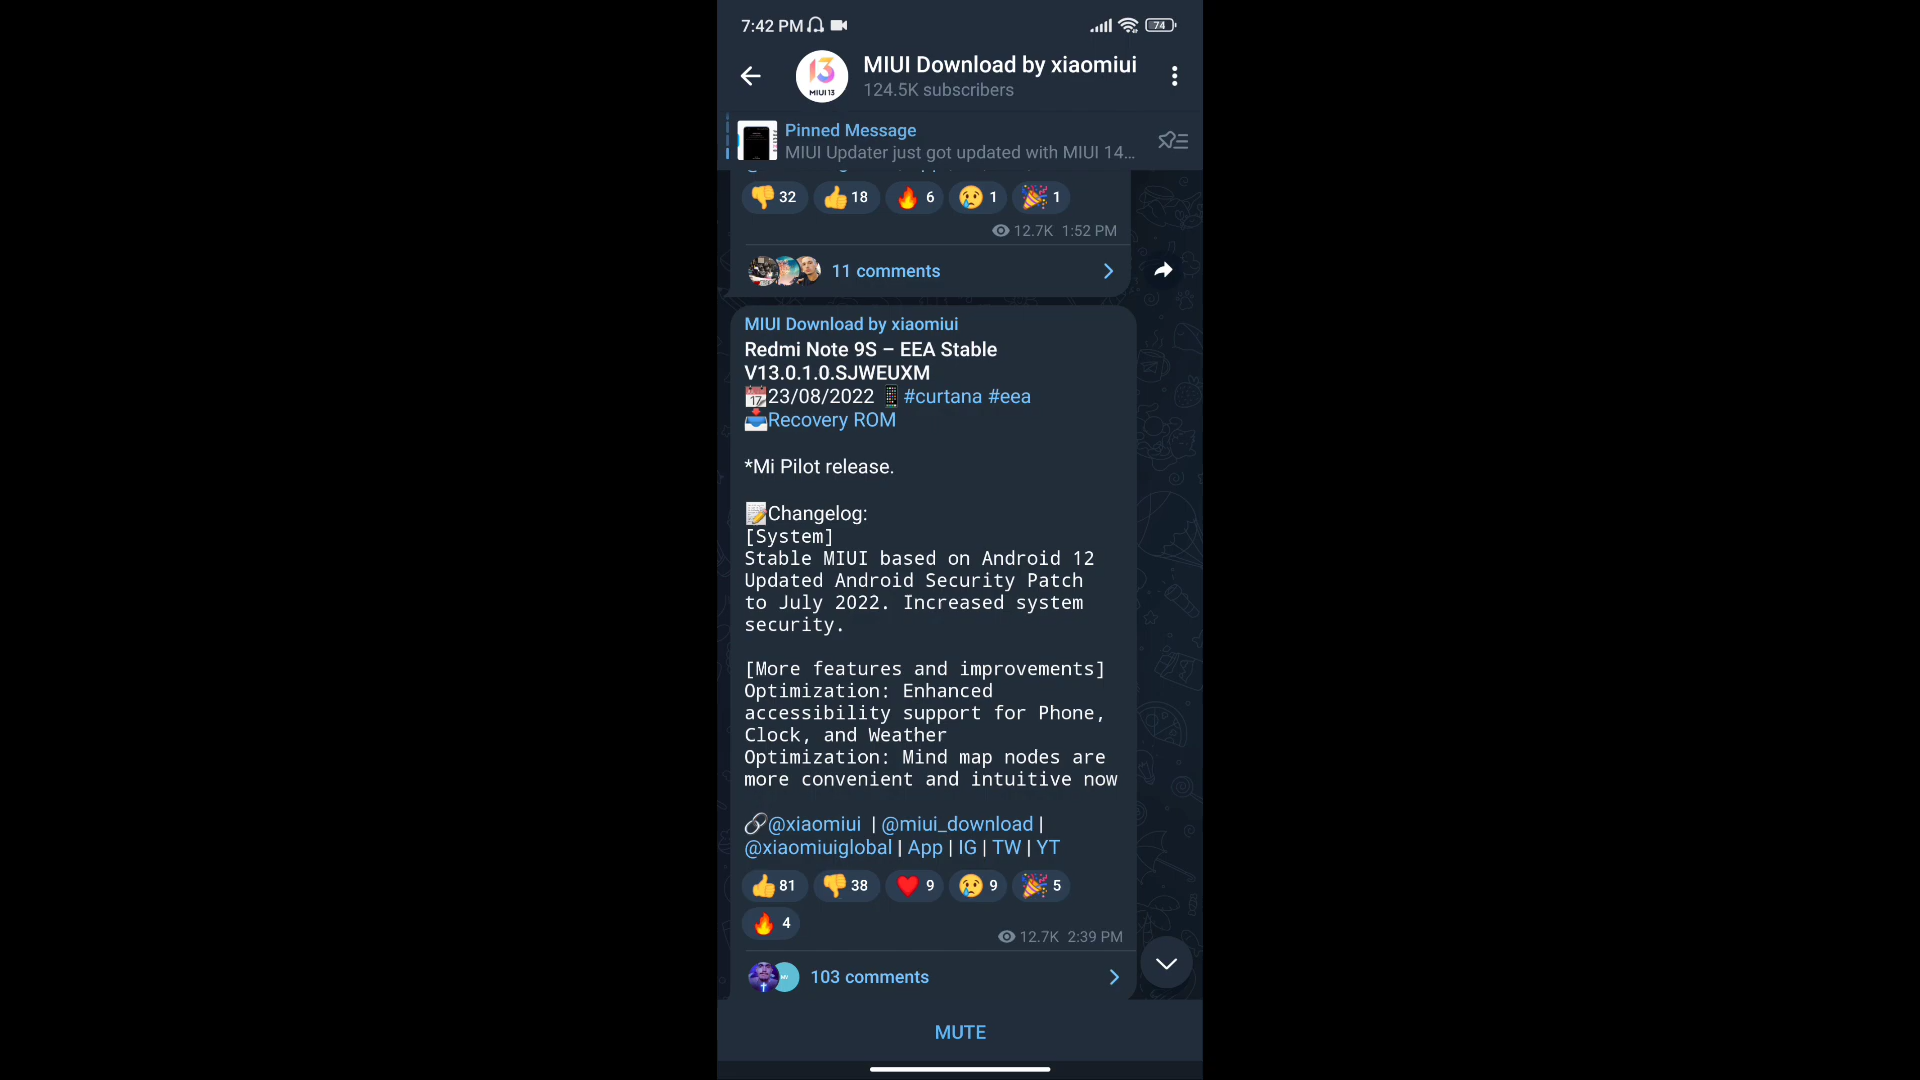 7:42 PM 74
13
MIUI 13
MIUI Download by xiaomiui
124.5K subscribers
Pinned Message
MIUI Updater just got updated with MIUI 14...
👎 32 👍 18 🔥 6 😢 1 🎉 1
12.7K 1:52 PM
11 comments
MIUI Download by xiaomiui
Redmi Note 9S – EEA Stable
V13.0.1.0.SJWEUXM
📆23/08/2022 📱#curtana #eea
📥Recovery ROM
*Mi Pilot release.
📝Changelog:
[System]
Stable MIUI based on Android 12
Updated Android Security Patch
to July 2022. Increased system
security.
[More features and improvements]
Optimization: Enhanced
accessibility support for Phone,
Clock, and Weather
Optimization: Mind map nodes are
more convenient and intuitive now
🔗@xiaomiui | @miui_download |
@xiaomiuiglobal | App | IG | TW | YT
👍 81 👎 38 ❤ 9 😢 9 🎉 5
🔥 4
12.7K 2:39 PM
103 comments
MUTE